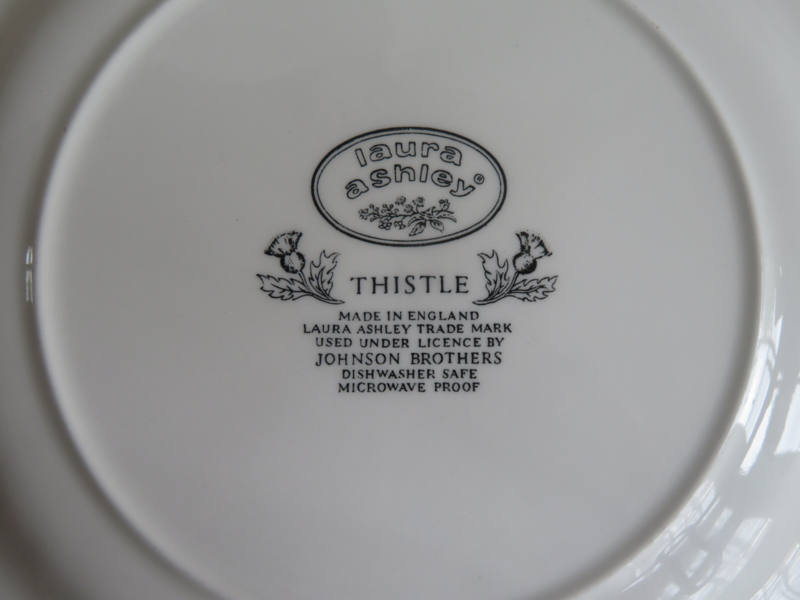 laura
ashley®
THISTLE
MADE IN ENGLAND
LAURA ASHLEY TRADE MARK
USED UNDER LICENCE BY
JOHNSON BROTHERS
DISHWASHER SAFE
MICROWAVE PROOF